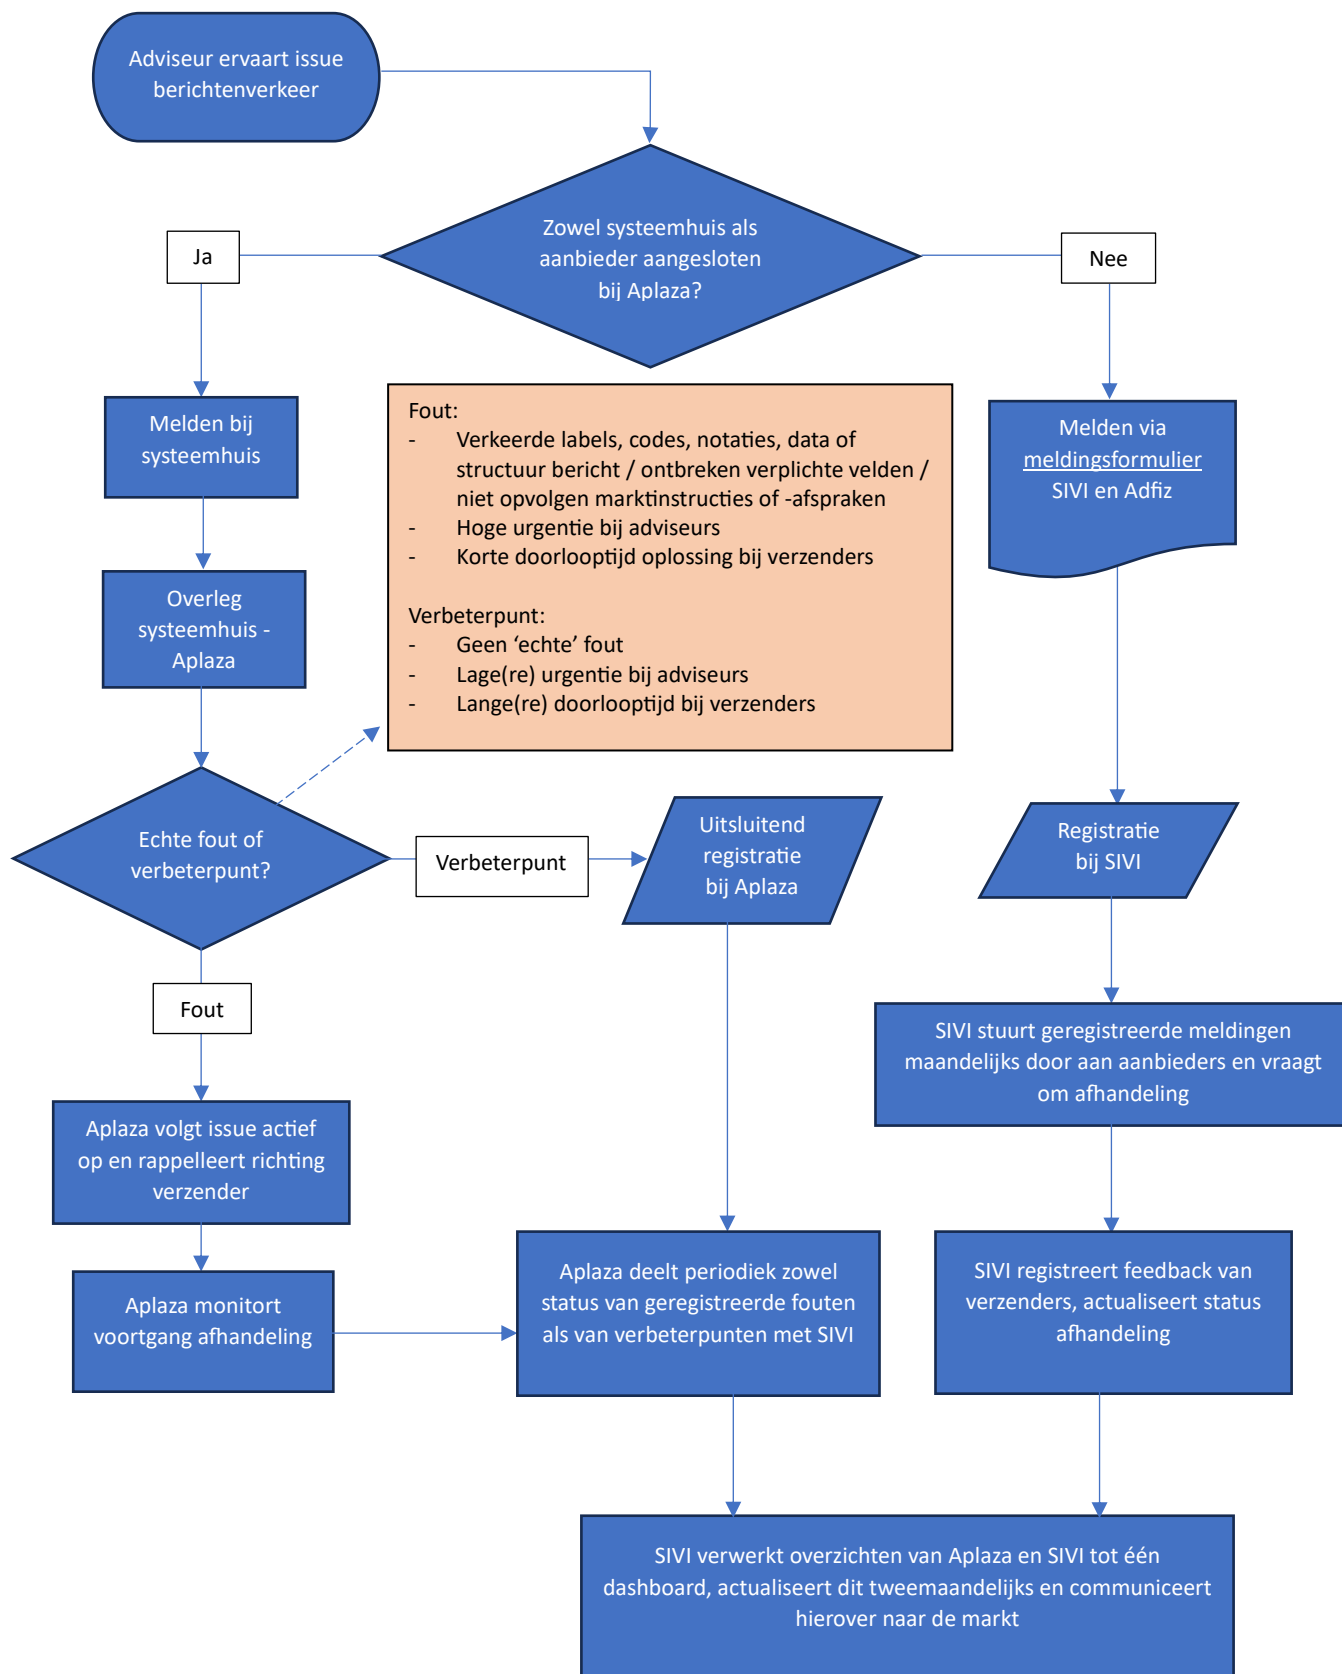 Adviseur ervaart issue
berichtenverkeer
Zowel systeemhuis als
aanbieder aangesloten
bij Aplaza?
Ja
Nee
Melden bij
systeemhuis
Fout:
- Verkeerde labels, codes, notaties, data of
structuur bericht / ontbreken verplichte velden /
niet opvolgen marktinstructies of -afspraken
- Hoge urgentie bij adviseurs
- Korte doorlooptijd oplossing bij verzenders
Verbeterpunt:
- Geen ‘echte’ fout
- Lage(re) urgentie bij adviseurs
- Lange(re) doorlooptijd bij verzenders
Melden via
meldingsformulier
SIVI en Adfiz
Overleg
systeemhuis -
Aplaza
Echte fout of
verbeterpunt?
Verbeterpunt
Uitsluitend
registratie
bij Aplaza
Registratie
bij SIVI
Fout
SIVI stuurt geregistreerde meldingen
maandelijks door aan aanbieders en vraagt
om afhandeling
Aplaza volgt issue actief
op en rappelleert richting
verzender
Aplaza monitort
voortgang afhandeling
Aplaza deelt periodiek zowel
status van geregistreerde fouten
als van verbeterpunten met SIVI
SIVI registreert feedback van
verzenders, actualiseert status
afhandeling
SIVI verwerkt overzichten van Aplaza en SIVI tot één
dashboard, actualiseert dit tweemaandelijks en communiceert
hierover naar de markt